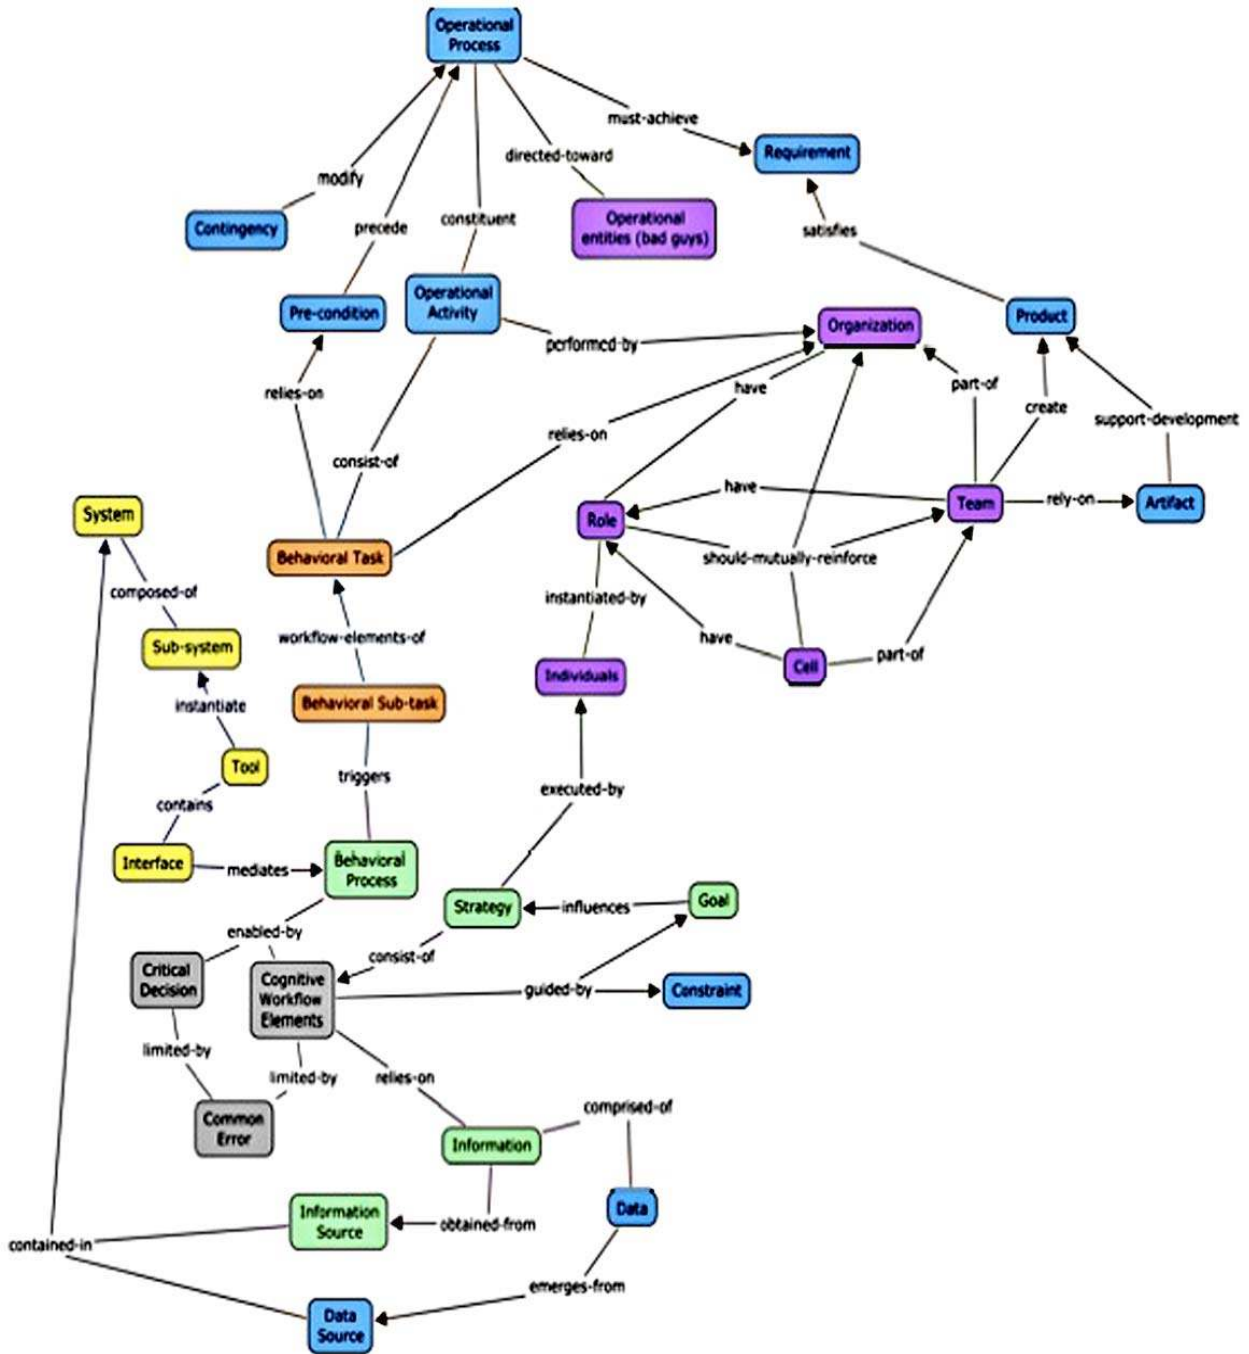 Operational
Process
must-achieve
Requirement
directed-toward
modify
Operational
entities (bad guys)
constituent
precede
Contingency
satisfies
Pre-condition
Operational
Activity
Product
Organization
performed-by
have
part-of
relies-on
create
support-development
relies-on
consist-of
have
System
Role
Team
rely-on
Artifact
Behavioral Task
should-mutually-reinforce
composed-of
instantiated-by
workflow-elements-of
have
part-of
Sub-system
Individuals
Cell
instantiate
Behavioral Sub-task
Tool
triggers
executed-by
contains
Interface
mediates
Behavioral
Process
Strategy
influences
Goal
enabled-by
consist-of
Critical
Decision
Cognitive
Workflow
Elements
guided-by
Constraint
limited-by
limited-by
relies-on
Common
Error
comprised-of
Information
Information
Source
obtained-from
Data
contained-in
emerges-from
Data
Source